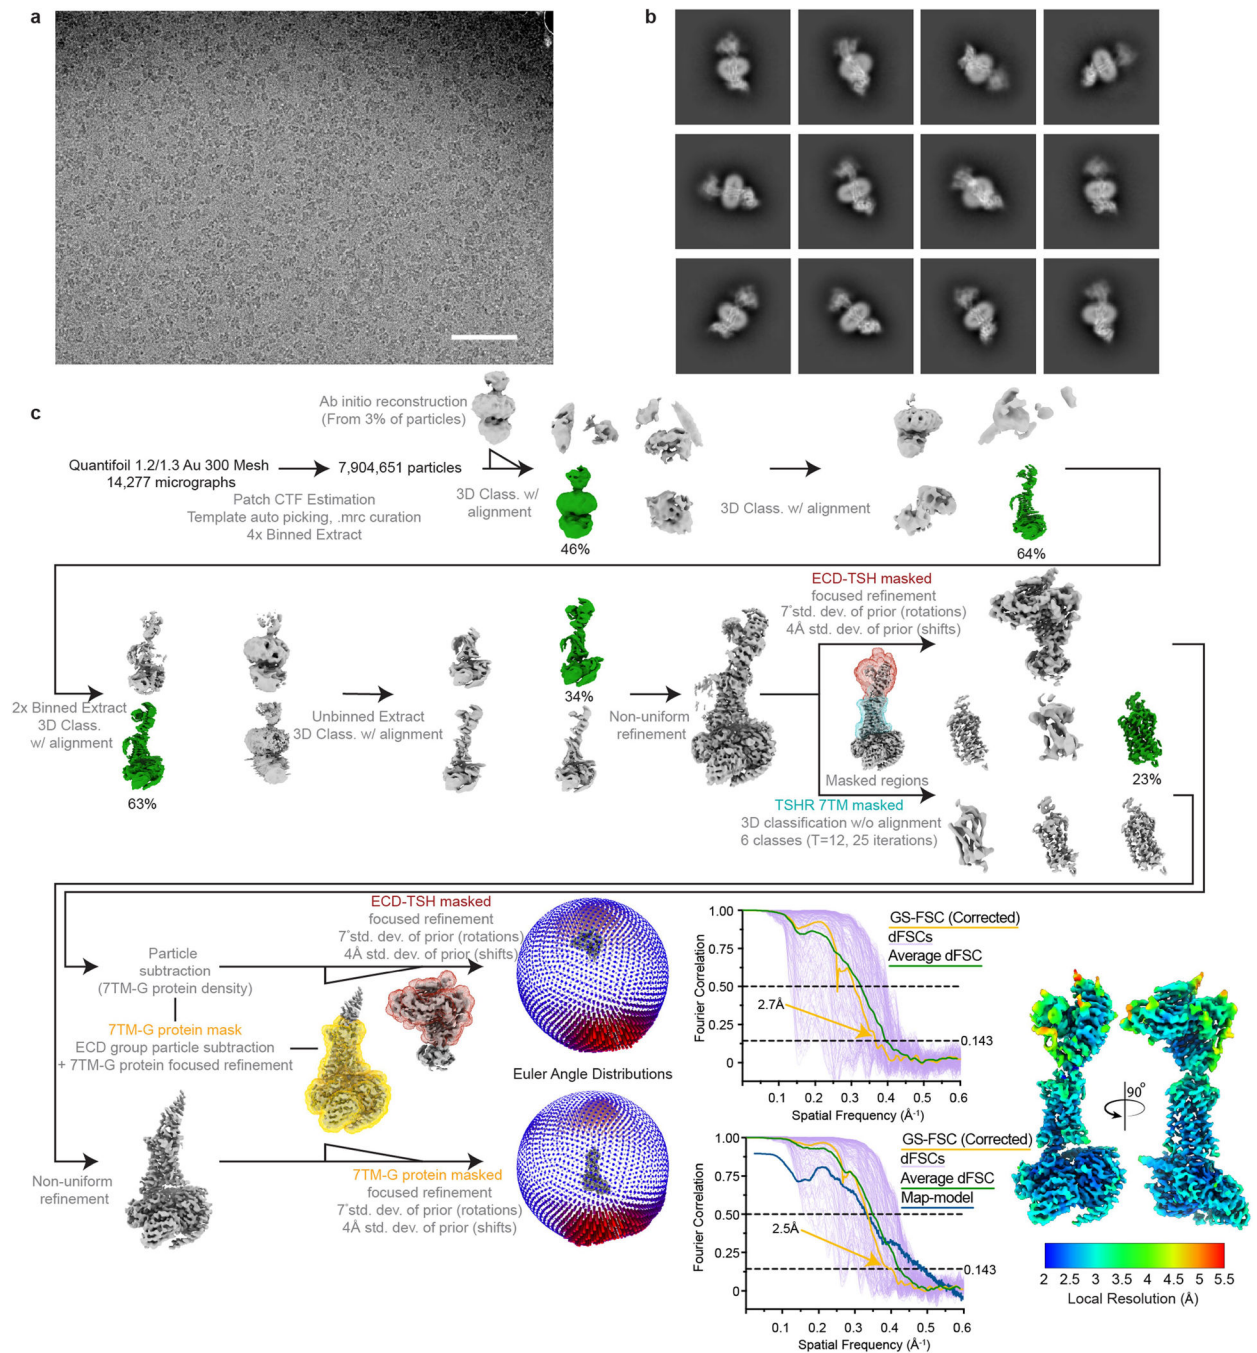 a
b
c
Ab initio reconstruction
(From 3% of particles)
Quantifoil 1.2/1.3 Au 300 Mesh
14,277 micrographs
Patch CTF Estimation
Template auto picking, .mrc curation
4x Binned Extract
7,904,651 particles
3D Class. w/
alignment
46%
3D Class. w/ alignment
64%
2x Binned Extract
3D Class.
w/ alignment
63%
Unbinned Extract
3D Class. w/ alignment
34%
Non-uniform
refinement
ECD-TSH masked
focused refinement
7°std. dev. of prior (rotations)
4Å std. dev. of prior (shifts)
Masked regions
TSHR 7TM masked
3D classification w/o alignment
6 classes (T=12, 25 iterations)
23%
Particle
subtraction
(7TM-G protein density)
7TM-G protein mask
ECD group particle subtraction
+ 7TM-G protein focused refinement
ECD-TSH masked
focused refinement
7°std. dev. of prior (rotations)
4Å std. dev. of prior (shifts)
Euler Angle Distributions
Non-uniform
refinement
7TM-G protein masked
focused refinement
7°std. dev. of prior (rotations)
4Å std. dev. of prior (shifts)
Fourier Correlation
1.00
0.75
0.50
0.25
0
GS-FSC (Corrected)
dFSCs
Average dFSC
2.7Å
0.143
0.1 0.2 0.3 0.4 0.5 0.6
Spatial Frequency (Å-1)
Fourier Correlation
1.00
0.75
0.50
0.25
0
GS-FSC (Corrected)
dFSCs
Average dFSC
Map-model
2.5Å
0.143
0.1 0.2 0.3 0.4 0.5 0.6
Spatial Frequency (Å-1)
90°
2 2.5 3 3.5 4 4.5 5 5.5
Local Resolution (Å)